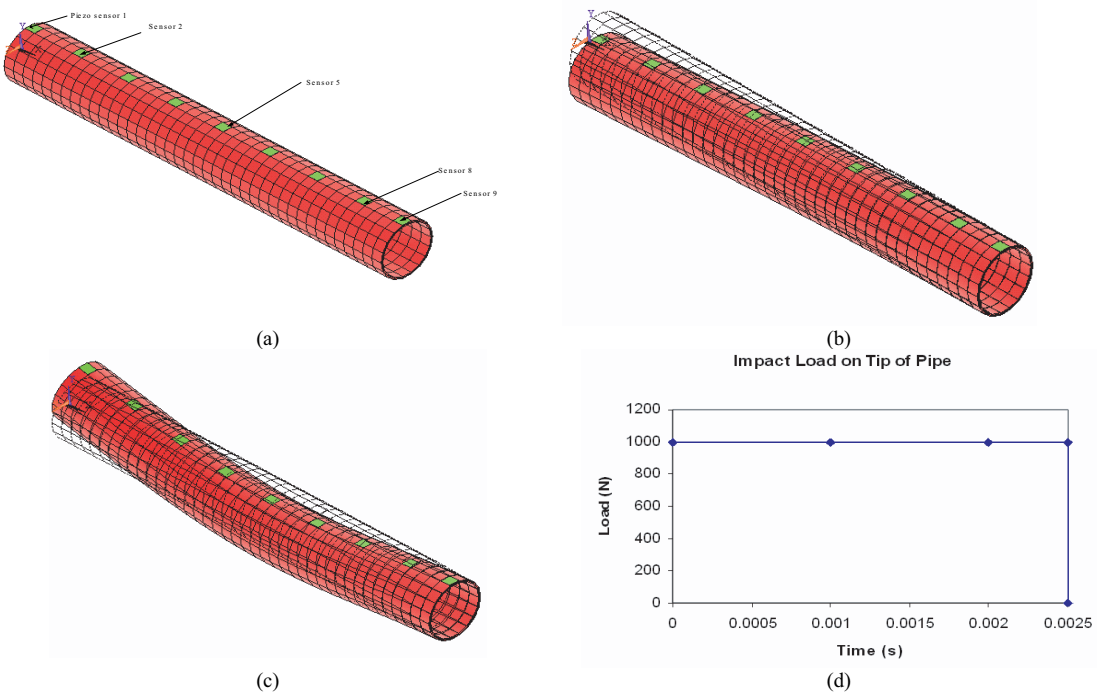 Piezo sensor 1
Sensor 2
Sensor 5
Sensor 8
Sensor 9
Y
(a)
Y
(b)
(c)
Impact Load on Tip of Pipe
1200
1000
800
600
400
200
0
Load (N)
0 0.0005 0.001 0.0015 0.002 0.0025
Time (s)
(d)